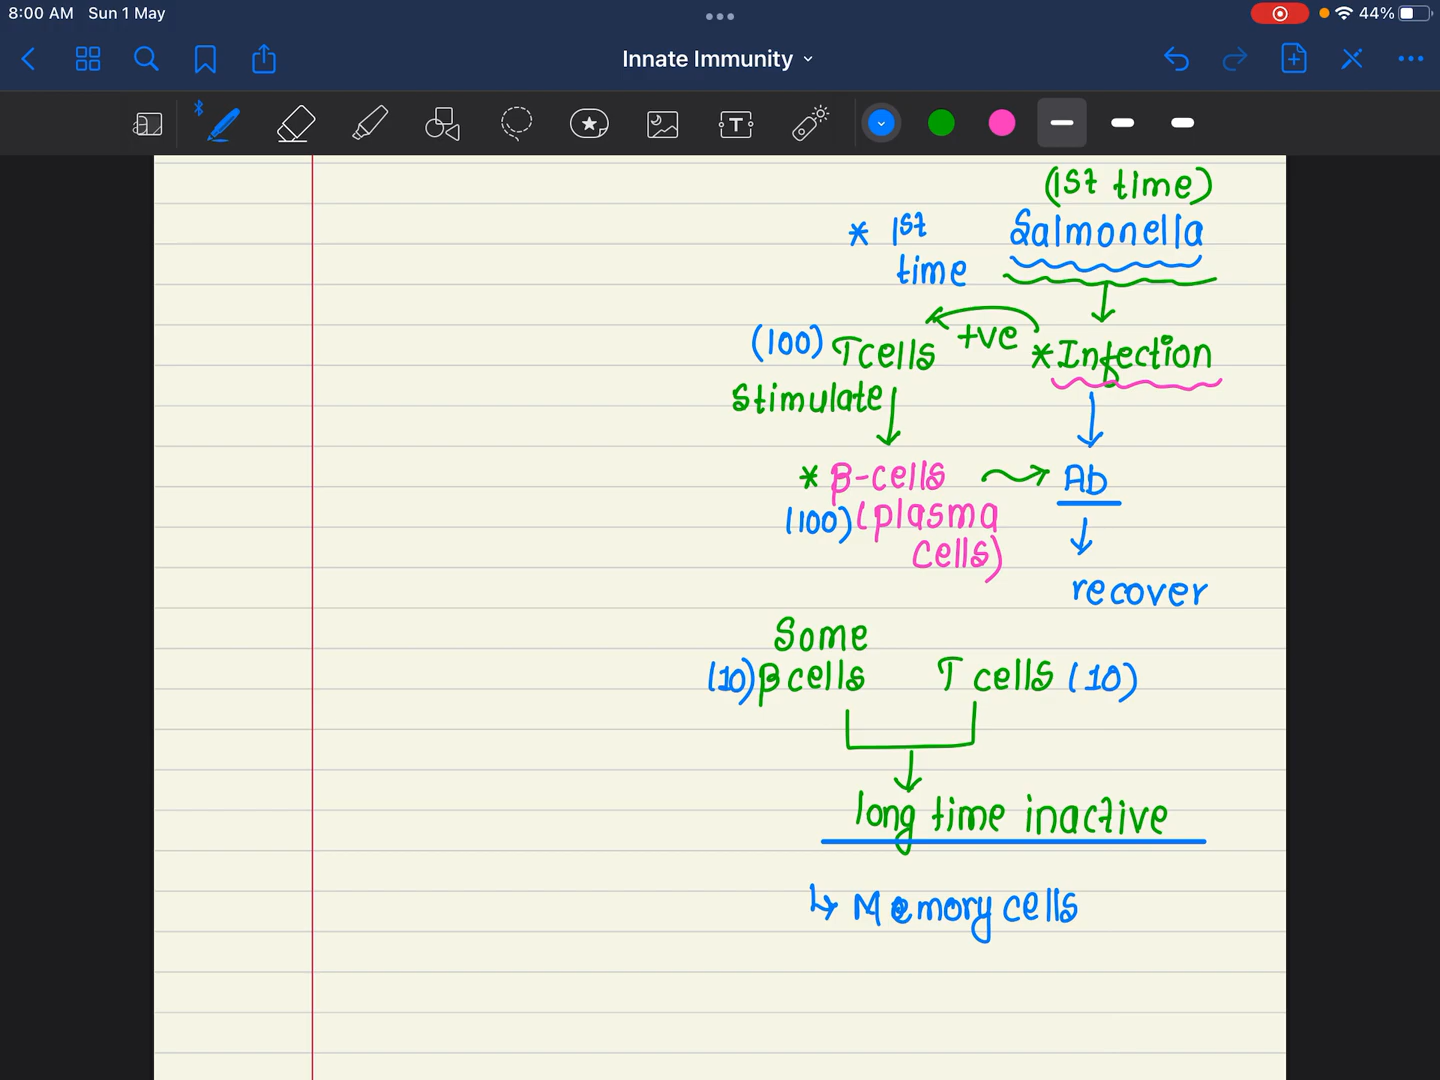 8:00 AM Sun 1 May
44%
Innate Immunity
(1st time)
* 1st Salmonella
time
(100) T cells +ve *Infection
Stimulate
* β-cells Ab
(100) (plasma
cells)
recover
Some
(10) β cells T cells (10)
long time inactive
↳ Memory cells